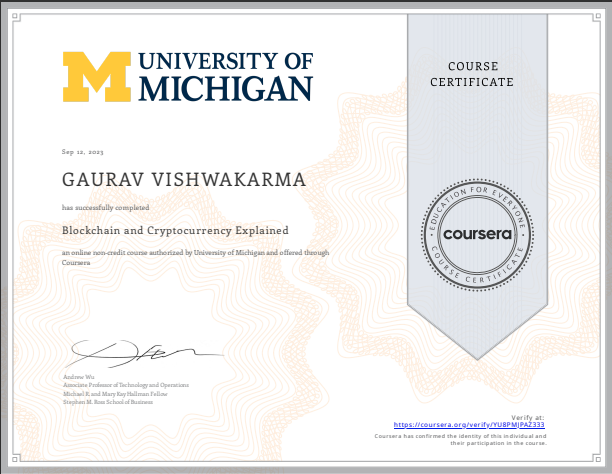 UNIVERSITY OF
MICHIGAN
COURSE
CERTIFICATE
Sep 12, 2023
GAURAV VISHWAKARMA
has successfully completed
Blockchain and Cryptocurrency Explained
an online non-credit course authorized by University of Michigan and offered through
Coursera
EDUCATION FOR EVERYONE
coursera
COURSE CERTIFICATE
Andrew Wu
Associate Professor of Technology and Operations
Michael R. and Mary Kay Hallman Fellow
Stephen M. Ross School of Business
Verify at:
https://coursera.org/verify/YU8PMJPAZ333
Coursera has confirmed the identity of this individual and
their participation in the course.